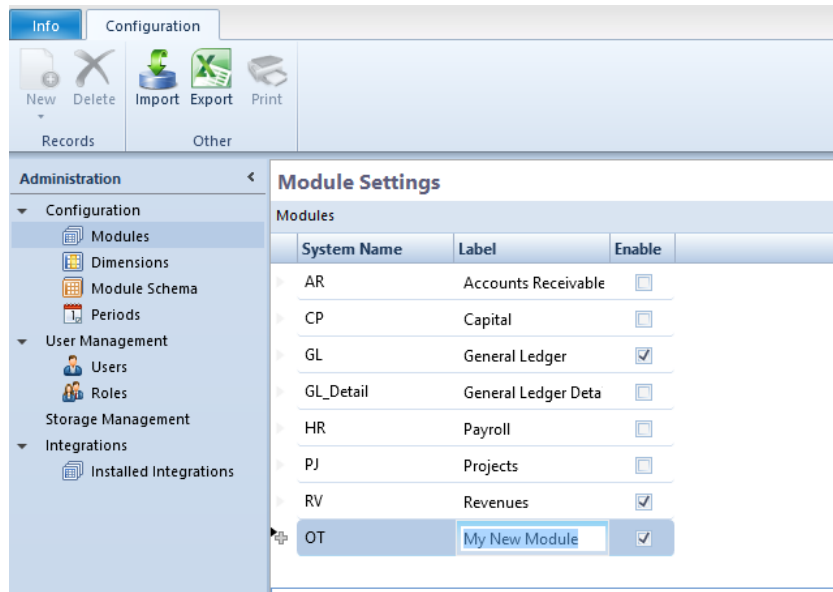 Info Configuration
New Delete Import Export Print
Records Other
Administration
Configuration
Modules
Dimensions
Module Schema
Periods
User Management
Users
Roles
Storage Management
Integrations
Installed Integrations
Module Settings
Modules
System Name Label Enable
AR Accounts Receivable
CP Capital
GL General Ledger
GL_Detail General Ledger Deta
HR Payroll
PJ Projects
RV Revenues
OT My New Module